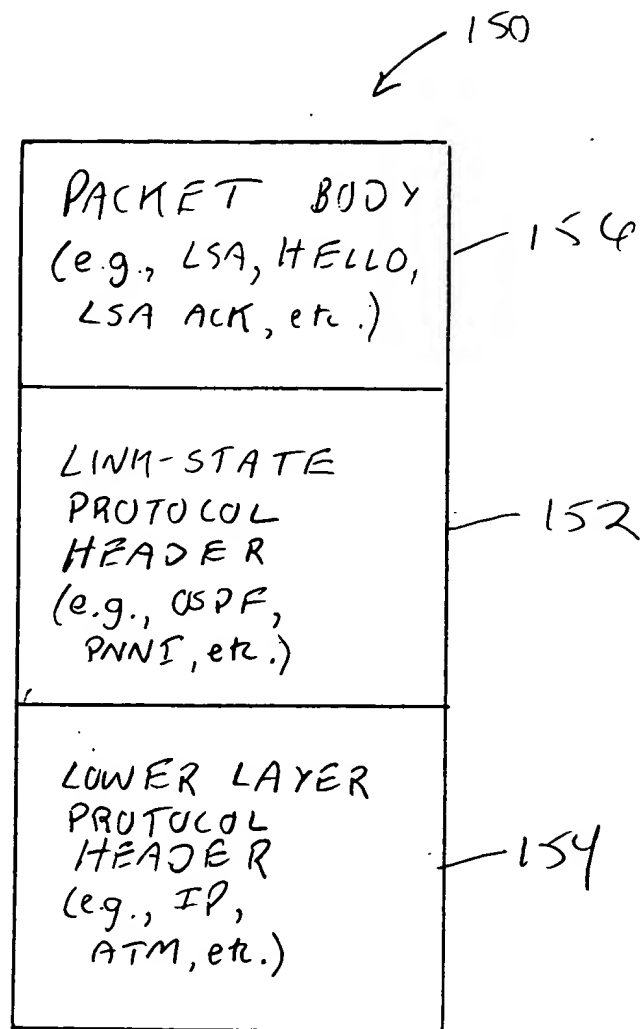 150
PACKET BODY
(e.g., LSA, HELLO,
LSA ACK, etc.)
156
LINK-STATE
PROTOCOL
HEADER
(e.g., OSPF,
PNNI, etc.)
152
LOWER LAYER
PROTOCOL
HEADER
(e.g., IP,
ATM, etc.)
154